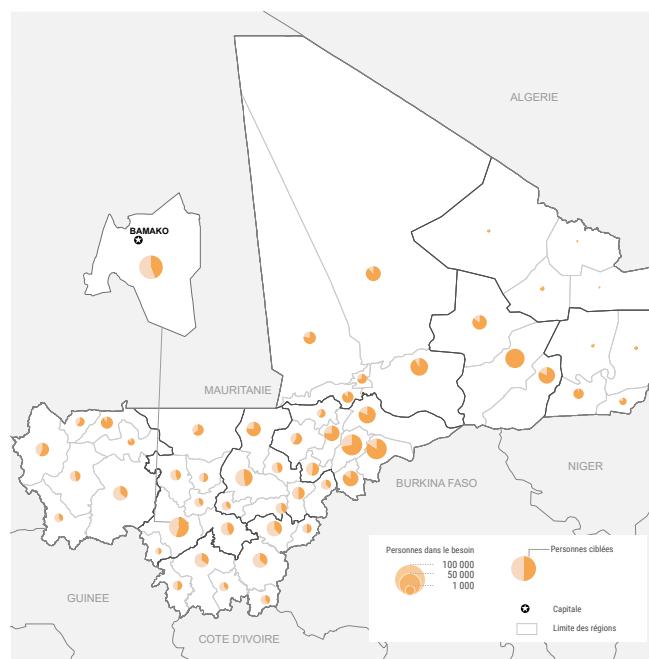 ALGERIE
BAMAKO
MAURITANIE
NIGER
BURKINA FASO
GUINEE
COTE D'IVOIRE
Personnes dans le besoin
100 000
50 000
1 000
Personnes ciblées
Capitale
Limite des régions